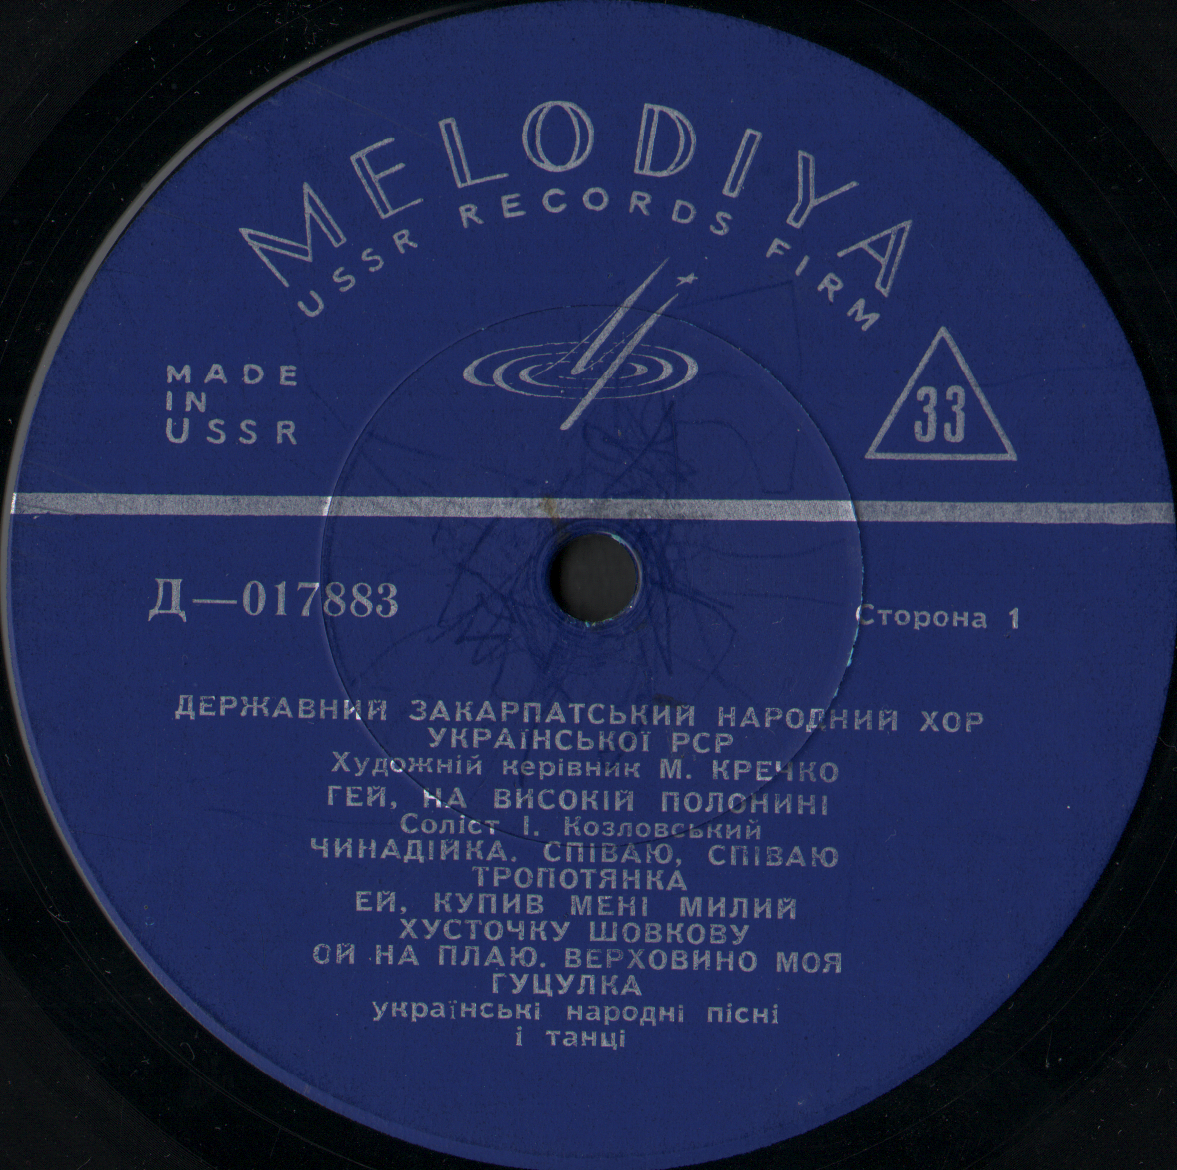 MELODIYA
USSR RECORDS FIRM
MADE
IN
USSR
33
Д—017883
Сторона 1
ДЕРЖАВНИЙ ЗАКАРПАТСЬКИЙ НАРОДНИЙ ХОР
УКРАЇНСЬКОЇ РСР
Художній керівник М. КРЕЧКО
ГЕЙ, НА ВИСОКІЙ ПОЛОНИНІ
Соліст І. Козловський
ЧИНАДІЙКА. СПІВАЮ, СПІВАЮ
ТРОПОТЯНКА
ЕЙ, КУПИВ МЕНІ МИЛИЙ
ХУСТОЧКУ ШОВКОВУ
ОЙ НА ПЛАЮ. ВЕРХОВИНО МОЯ
ГУЦУЛКА
українські народні пісні
і танці